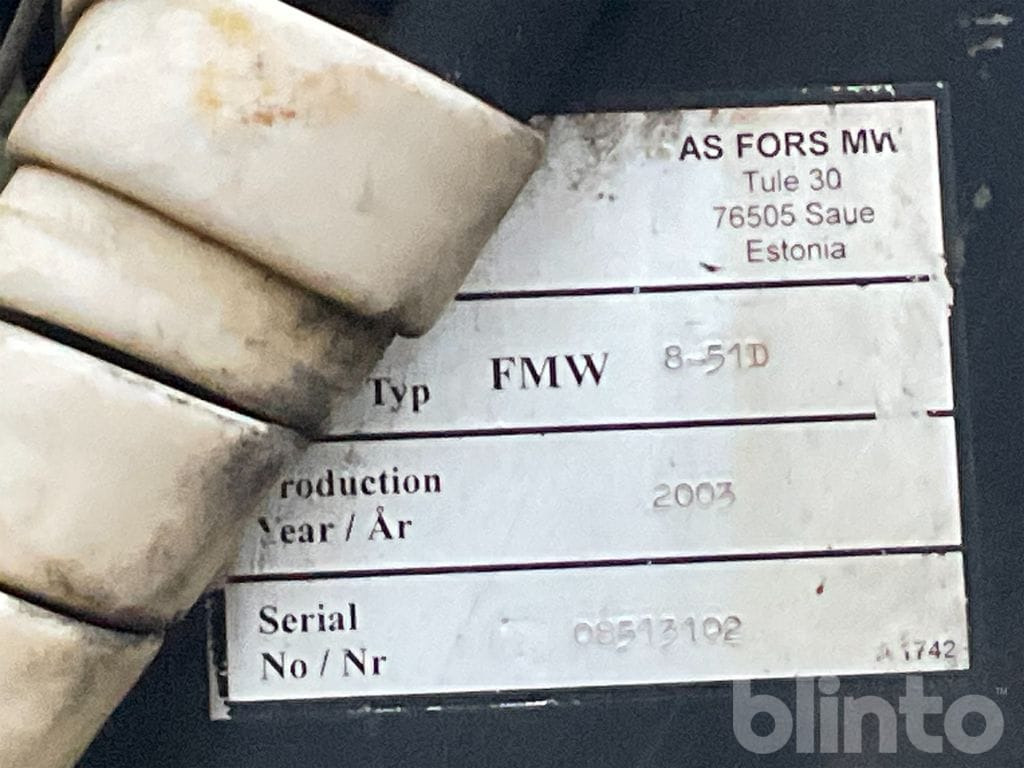 AS FORS MW
Tule 30
76505 Saue
Estonia
Typ FMW 8-51D
roduction
Year / År 2003
Serial
No / Nr 08513102
A 1742
blinto™